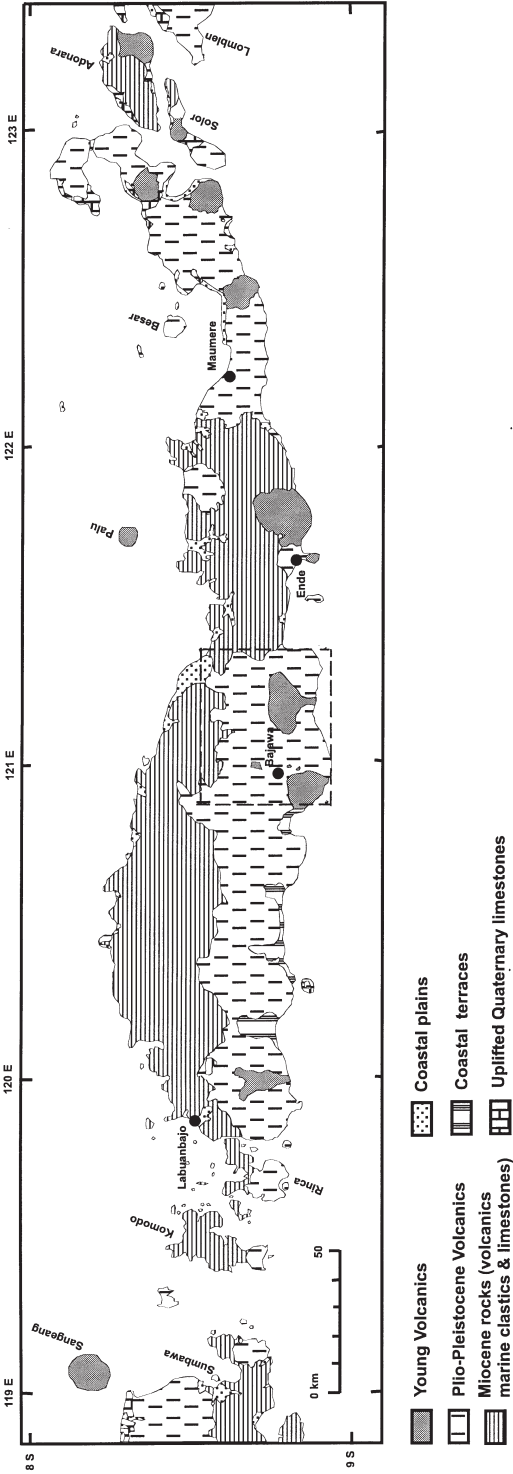 8 S
9 S
119 E
120 E
121 E
122 E
123 E
Sangeang
Sumbawa
Komodo
Rinca
Labuanbajo
Bajawa
Ende
Palu
Maumere
Besar
Adonara
Solor
Lomblen
0 km
50
Young Volcanics
Plio-Pleistocene Volcanics
Miocene rocks (volcanics
marine clastics & limestones)
Coastal plains
Coastal terraces
Uplifted Quaternary limestones